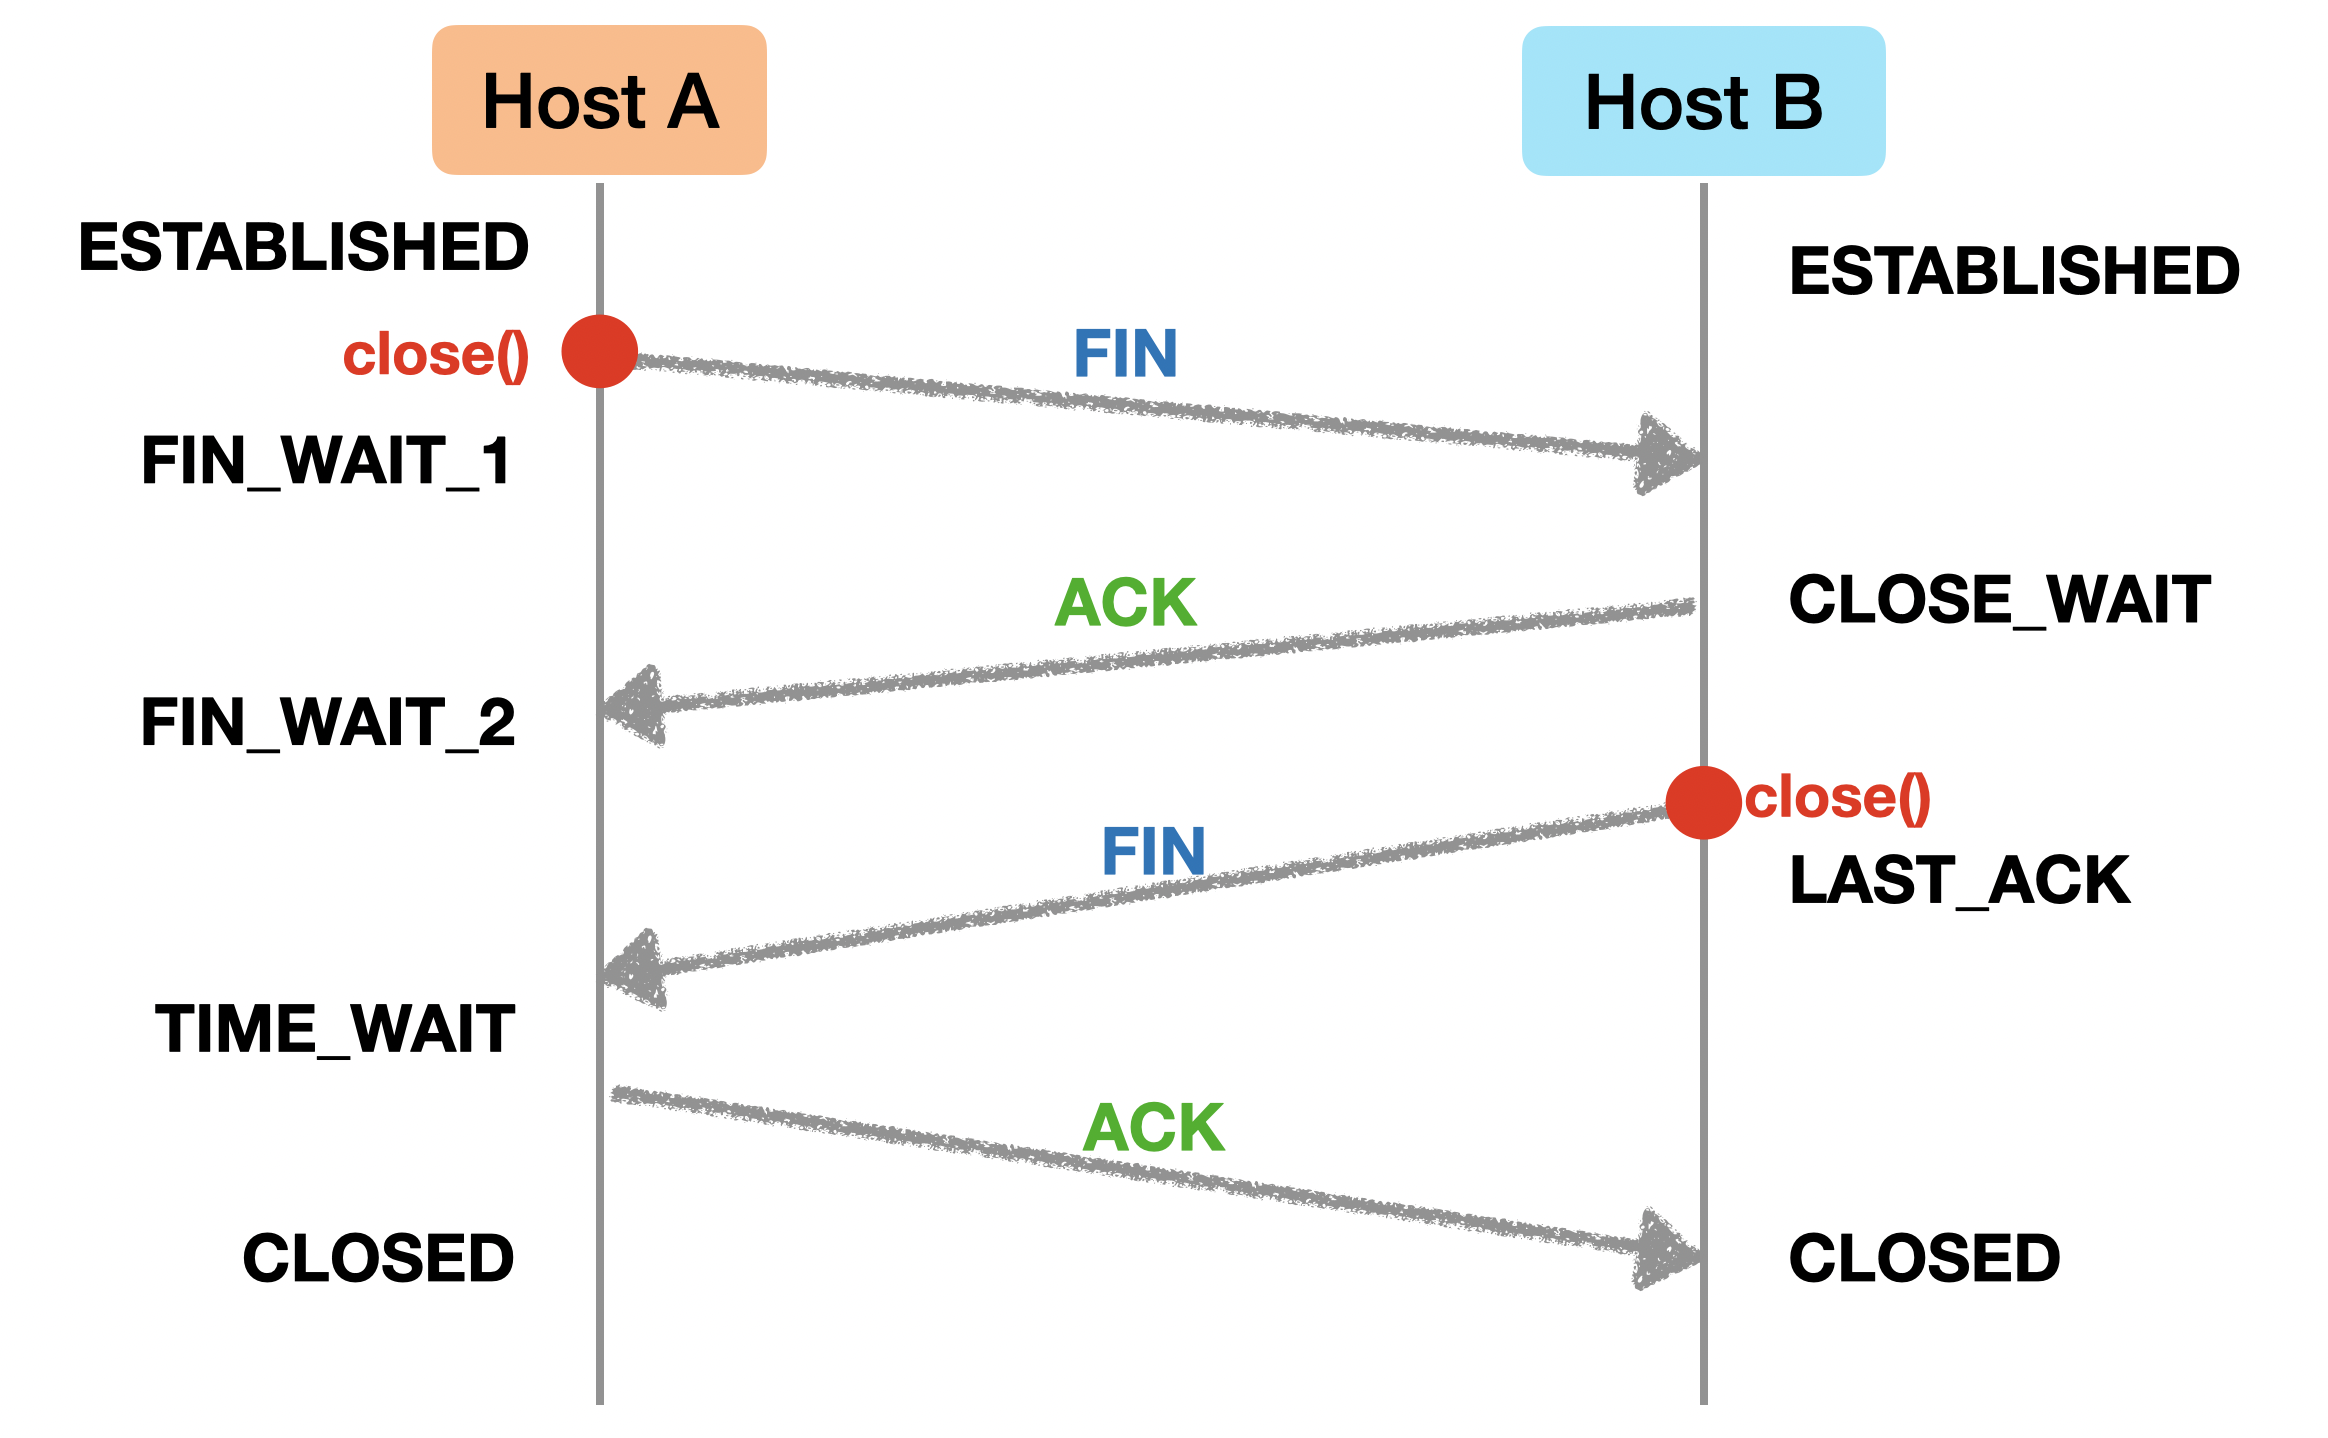 Host A
Host B
ESTABLISHED
ESTABLISHED
close()
FIN
FIN_WAIT_1
ACK
CLOSE_WAIT
FIN_WAIT_2
close()
FIN
LAST_ACK
TIME_WAIT
ACK
CLOSED
CLOSED